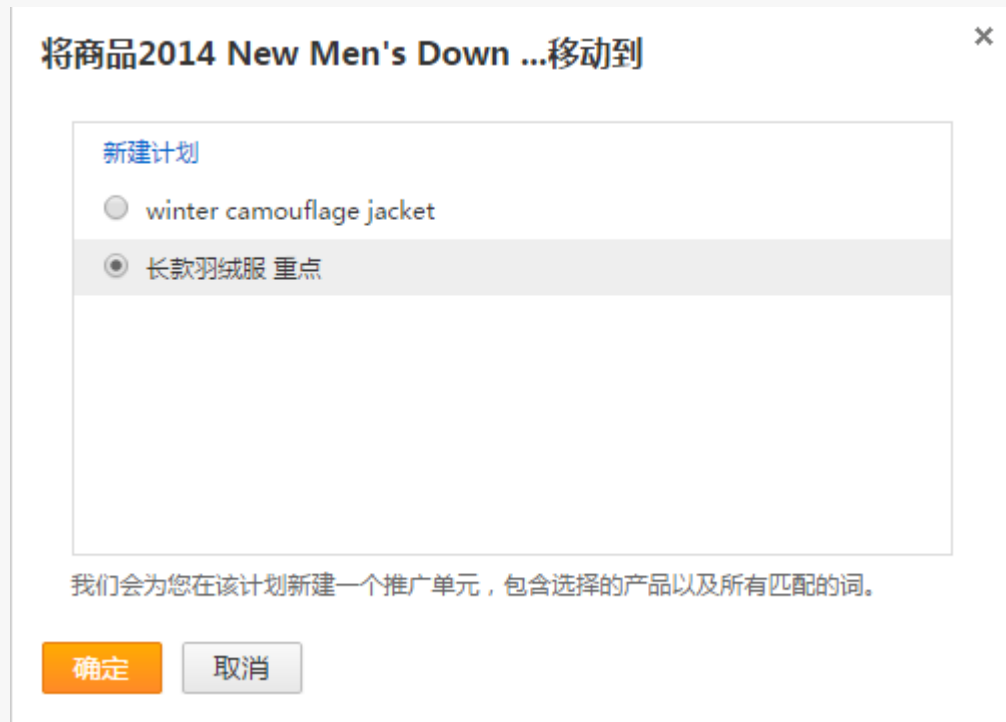 将商品2014 New Men's Down ...移动到
新建计划
winter camouflage jacket
长款羽绒服 重点
我们会为您在该计划新建一个推广单元，包含选择的产品以及所有匹配的词。
确定 取消